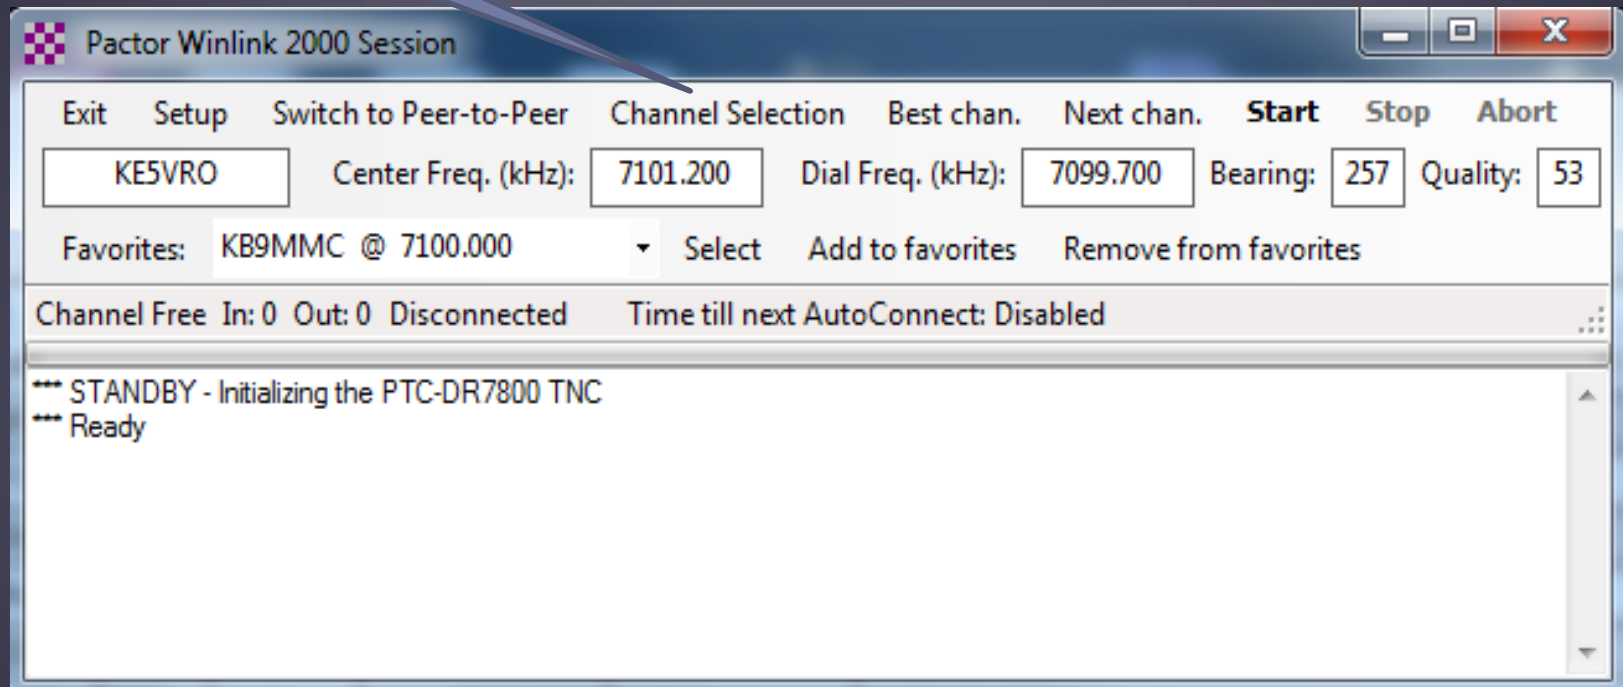 Pactor Winlink 2000 Session
Exit Setup Switch to Peer-to-Peer Channel Selection Best chan. Next chan. Start Stop Abort
KE5VRO Center Freq. (kHz): 7101.200 Dial Freq. (kHz): 7099.700 Bearing: 257 Quality: 53
Favorites: KB9MMC @ 7100.000 Select Add to favorites Remove from favorites
Channel Free In: 0 Out: 0 Disconnected Time till next AutoConnect: Disabled
*** STANDBY - Initializing the PTC-DR7800 TNC
*** Ready